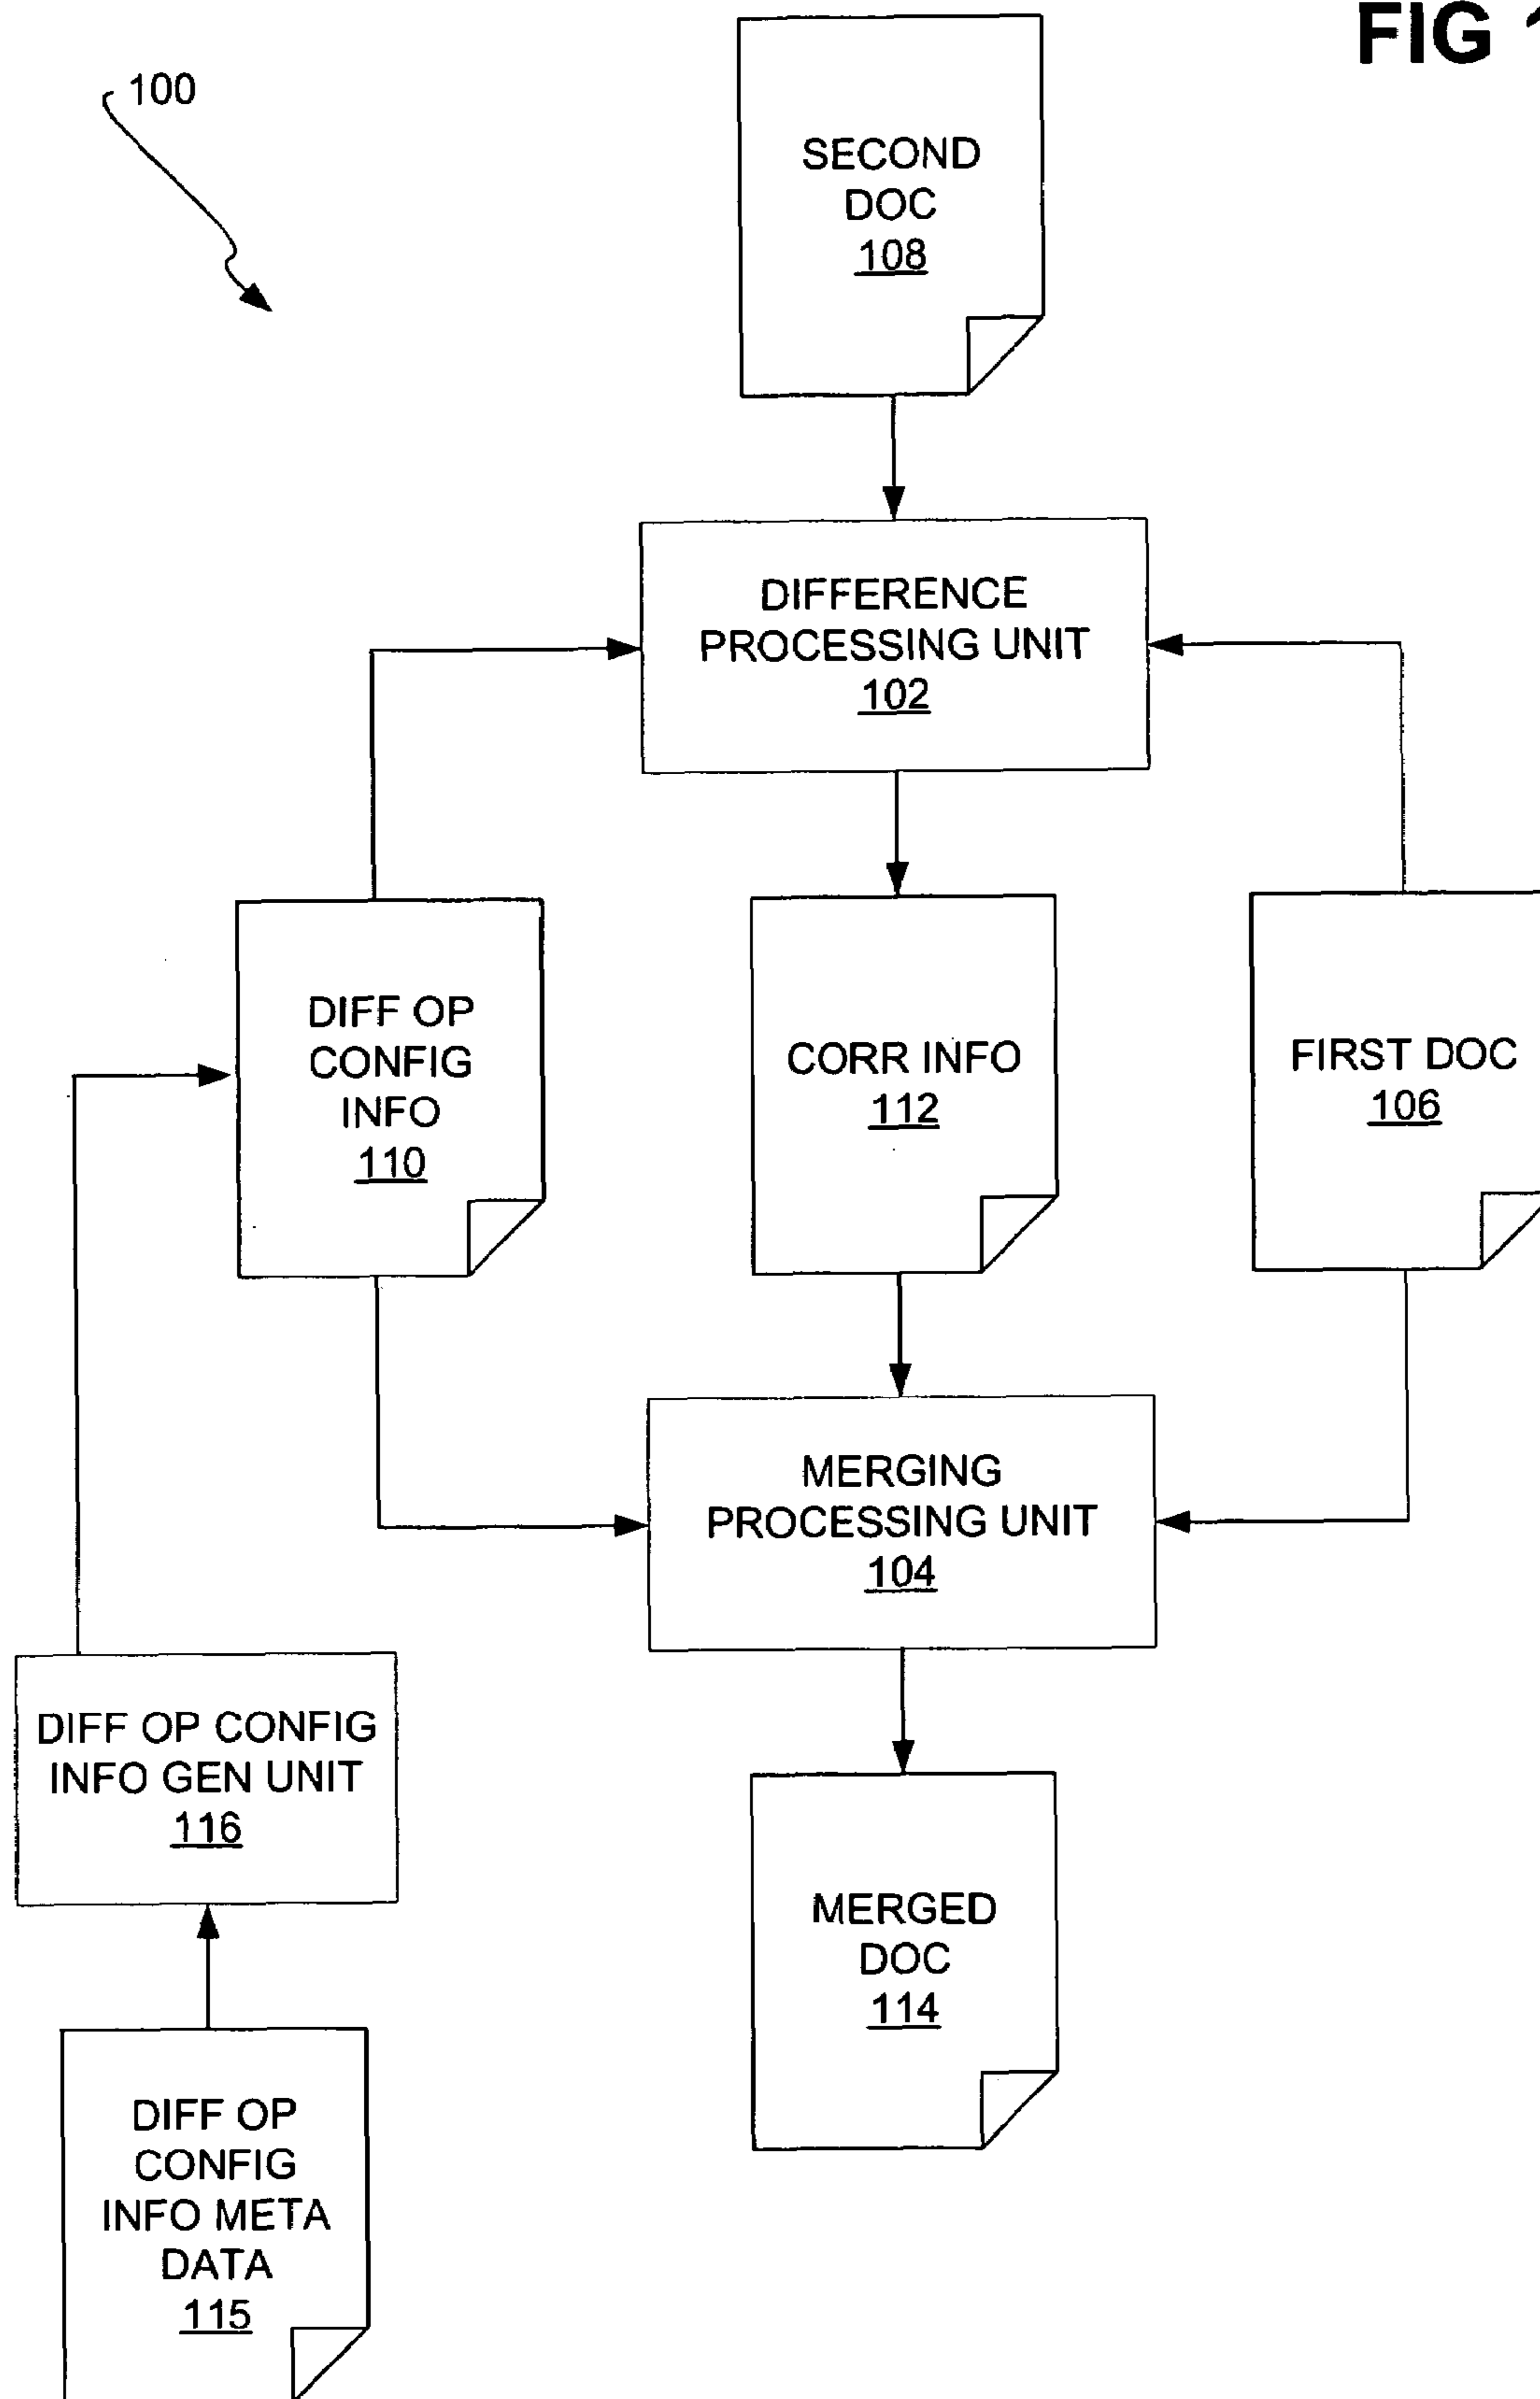 FIG 1
100
SECOND
DOC
108
DIFFERENCE
PROCESSING UNIT
102
DIFF OP
CONFIG
INFO
110
CORR INFO
112
FIRST DOC
106
MERGING
PROCESSING UNIT
104
DIFF OP CONFIG
INFO GEN UNIT
116
MERGED
DOC
114
DIFF OP
CONFIG
INFO META
DATA
115